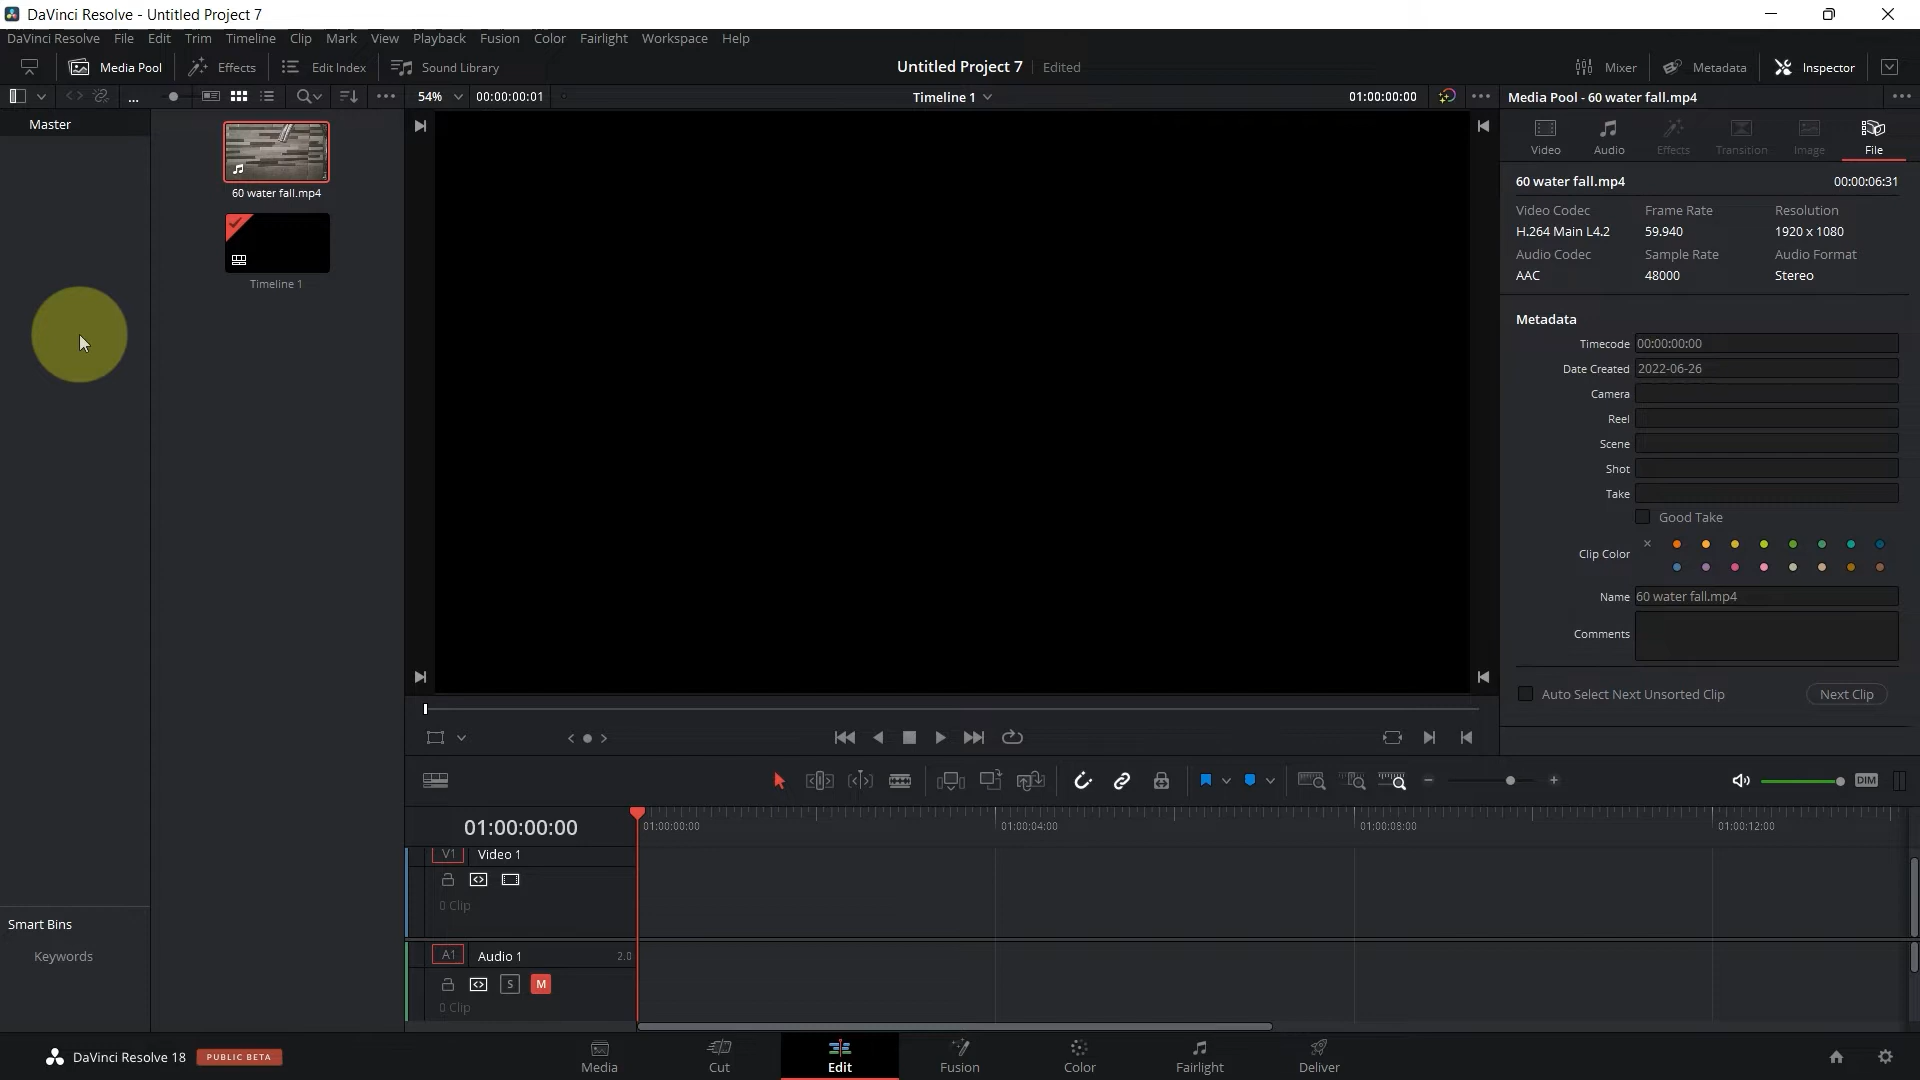 DaVinci Resolve - Untitled Project 7
DaVinci Resolve File Edit Trim Timeline Clip Mark View Playback Fusion Color Fairlight Workspace Help
Media Pool Effects Edit Index Sound Library Untitled Project 7 Edited Mixer Metadata Inspector
54% 00:00:00:01 Timeline 1 01:00:00:00 Media Pool - 60 water fall.mp4
Master
60 water fall.mp4
Timeline 1
Video Audio Effects Transition Image File
60 water fall.mp4 00:00:06:31
Video Codec Frame Rate Resolution
H.264 Main L4.2 59.940 1920 x 1080
Audio Codec Sample Rate Audio Format
AAC 48000 Stereo
Metadata
Timecode 00:00:00:00
Date Created 2022-06-26
Camera
Reel
Scene
Shot
Take
Good Take
Clip Color
Name 60 water fall.mp4
Comments
Auto Select Next Unsorted Clip Next Clip
DIM
01:00:00:00 01:00:00:00 01:00:04:00 01:00:08:00 01:00:12:00
V1 Video 1
0 Clip
A1 Audio 1 2.0
S M
0 Clip
Smart Bins
Keywords
DaVinci Resolve 18 PUBLIC BETA
Media Cut Edit Fusion Color Fairlight Deliver